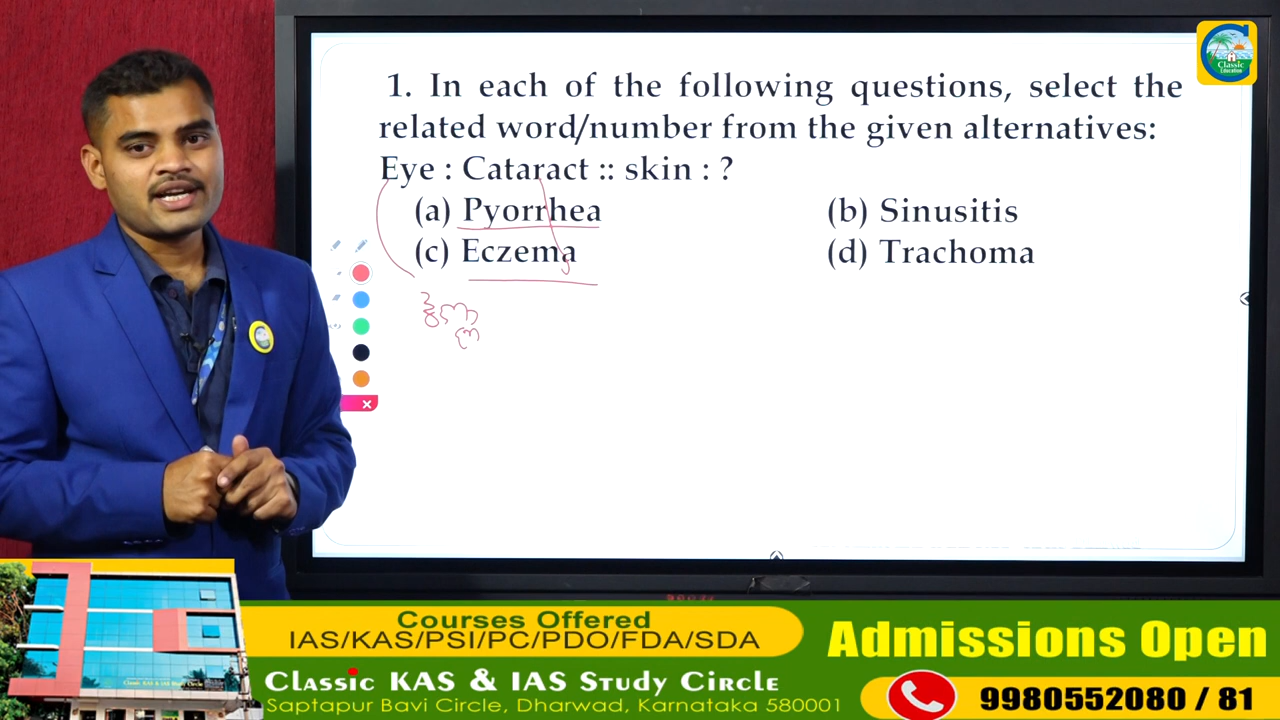 1. In each of the following questions, select the
related word/number from the given alternatives:
Eye : Cataract :: skin : ?
(a) Pyorrhea
(b) Sinusitis
(c) Eczema
(d) Trachoma
Classic
Education
Courses Offered
IAS/KAS/PSI/PC/PDO/FDA/SDA
Classic KAS & IAS Study Circle
Saptapur Bavi Circle, Dharwad, Karnataka 580001
Admissions Open
9980552080 / 81